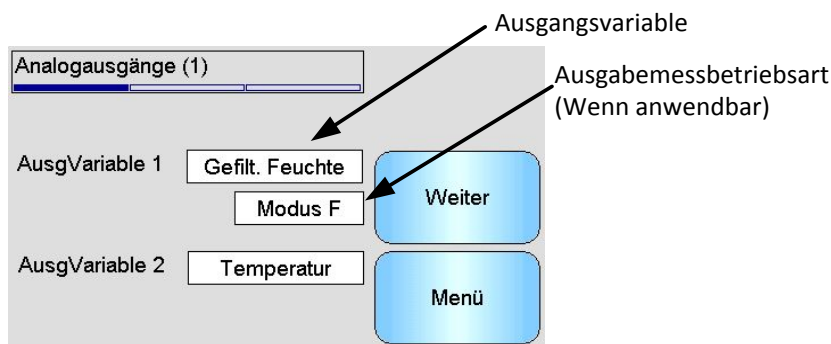 Ausgangsvariable
Analogausgänge (1)
Ausgabemessbetriebsart
(Wenn anwendbar)
AusgVariable 1
Gefilt. Feuchte
Weiter
Modus F
AusgVariable 2
Temperatur
Menü